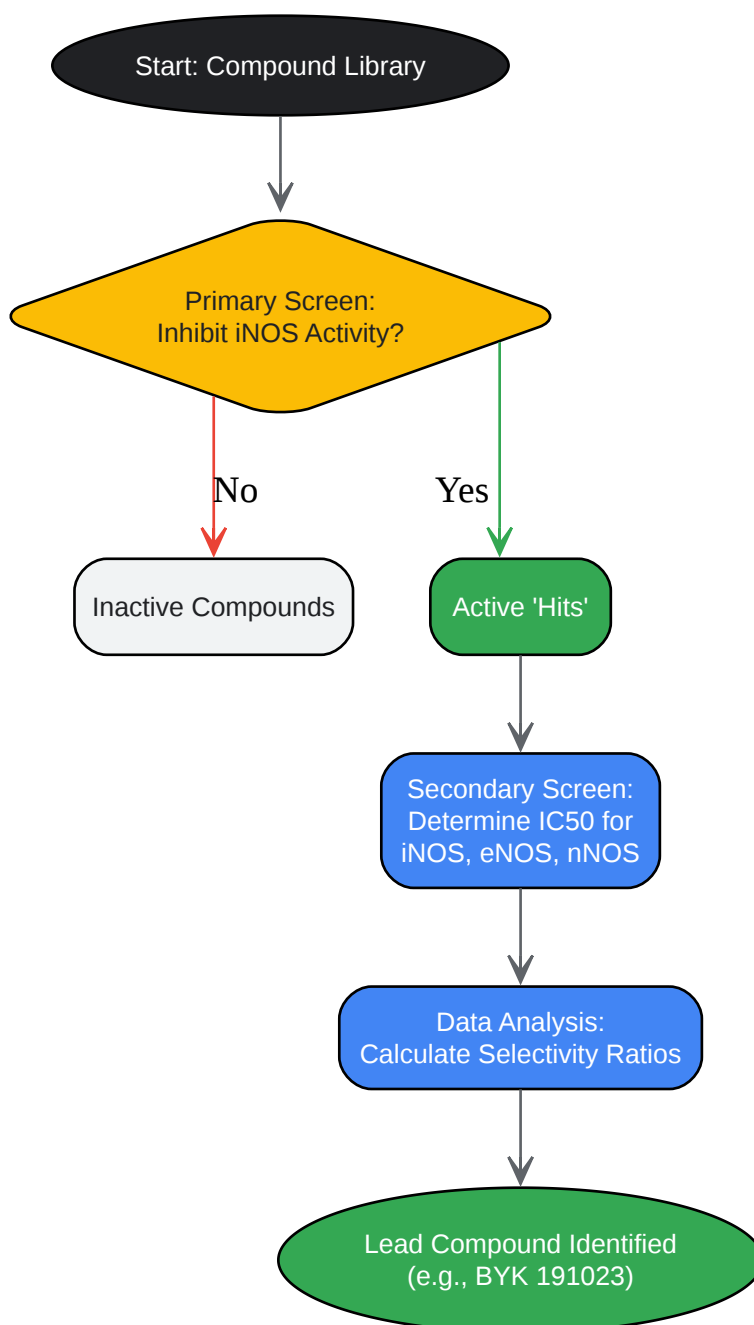 Start: Compound Library
Primary Screen:
Inhibit iNOS Activity?
No
Yes
Inactive Compounds
Active 'Hits'
Secondary Screen:
Determine IC50 for
iNOS, eNOS, nNOS
Data Analysis:
Calculate Selectivity Ratios
Lead Compound Identified
(e.g., BYK 191023)